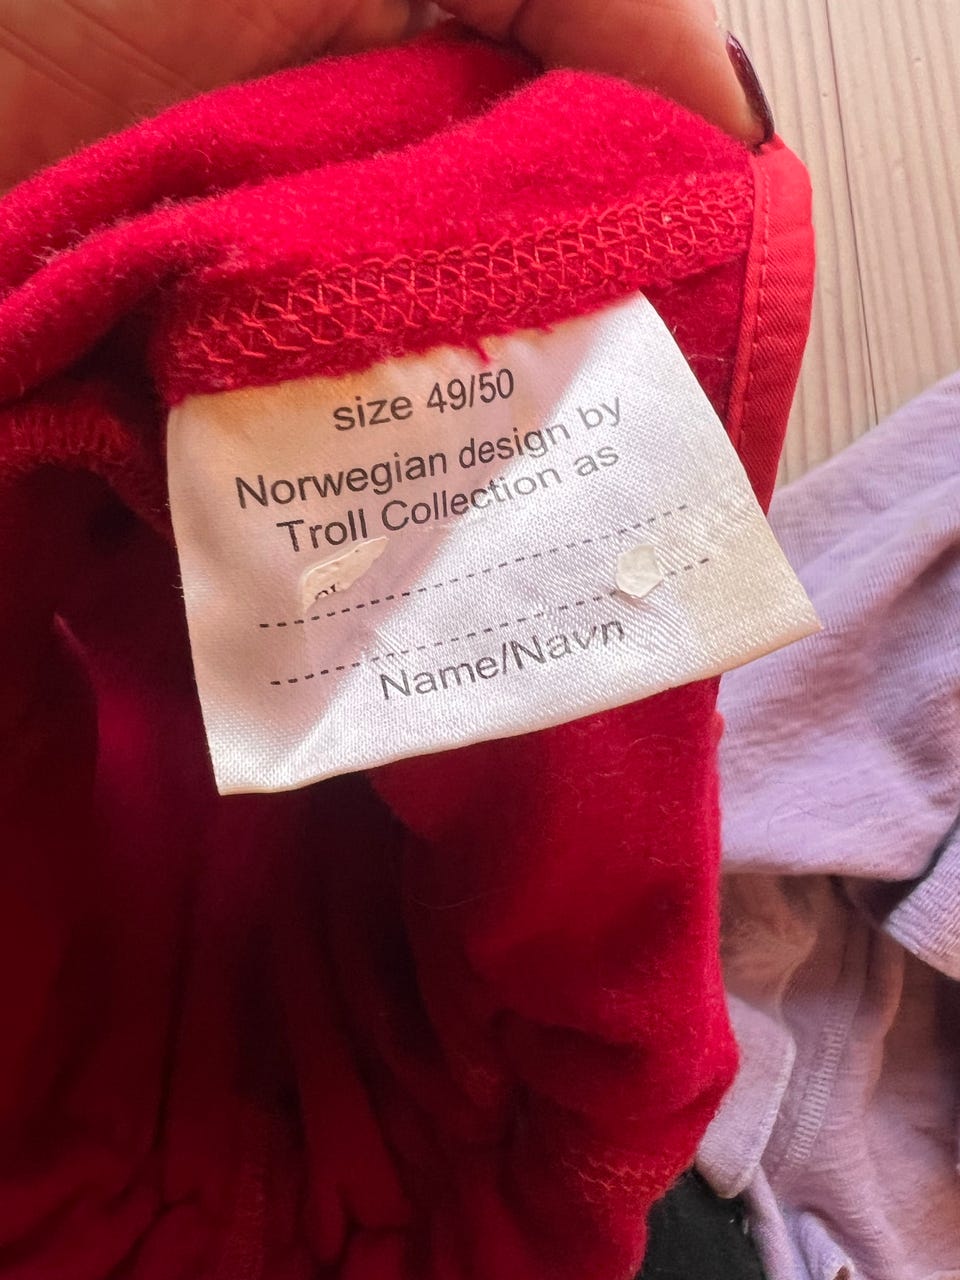 size 49/50
Norwegian design by
Troll Collection as
Name/Navn